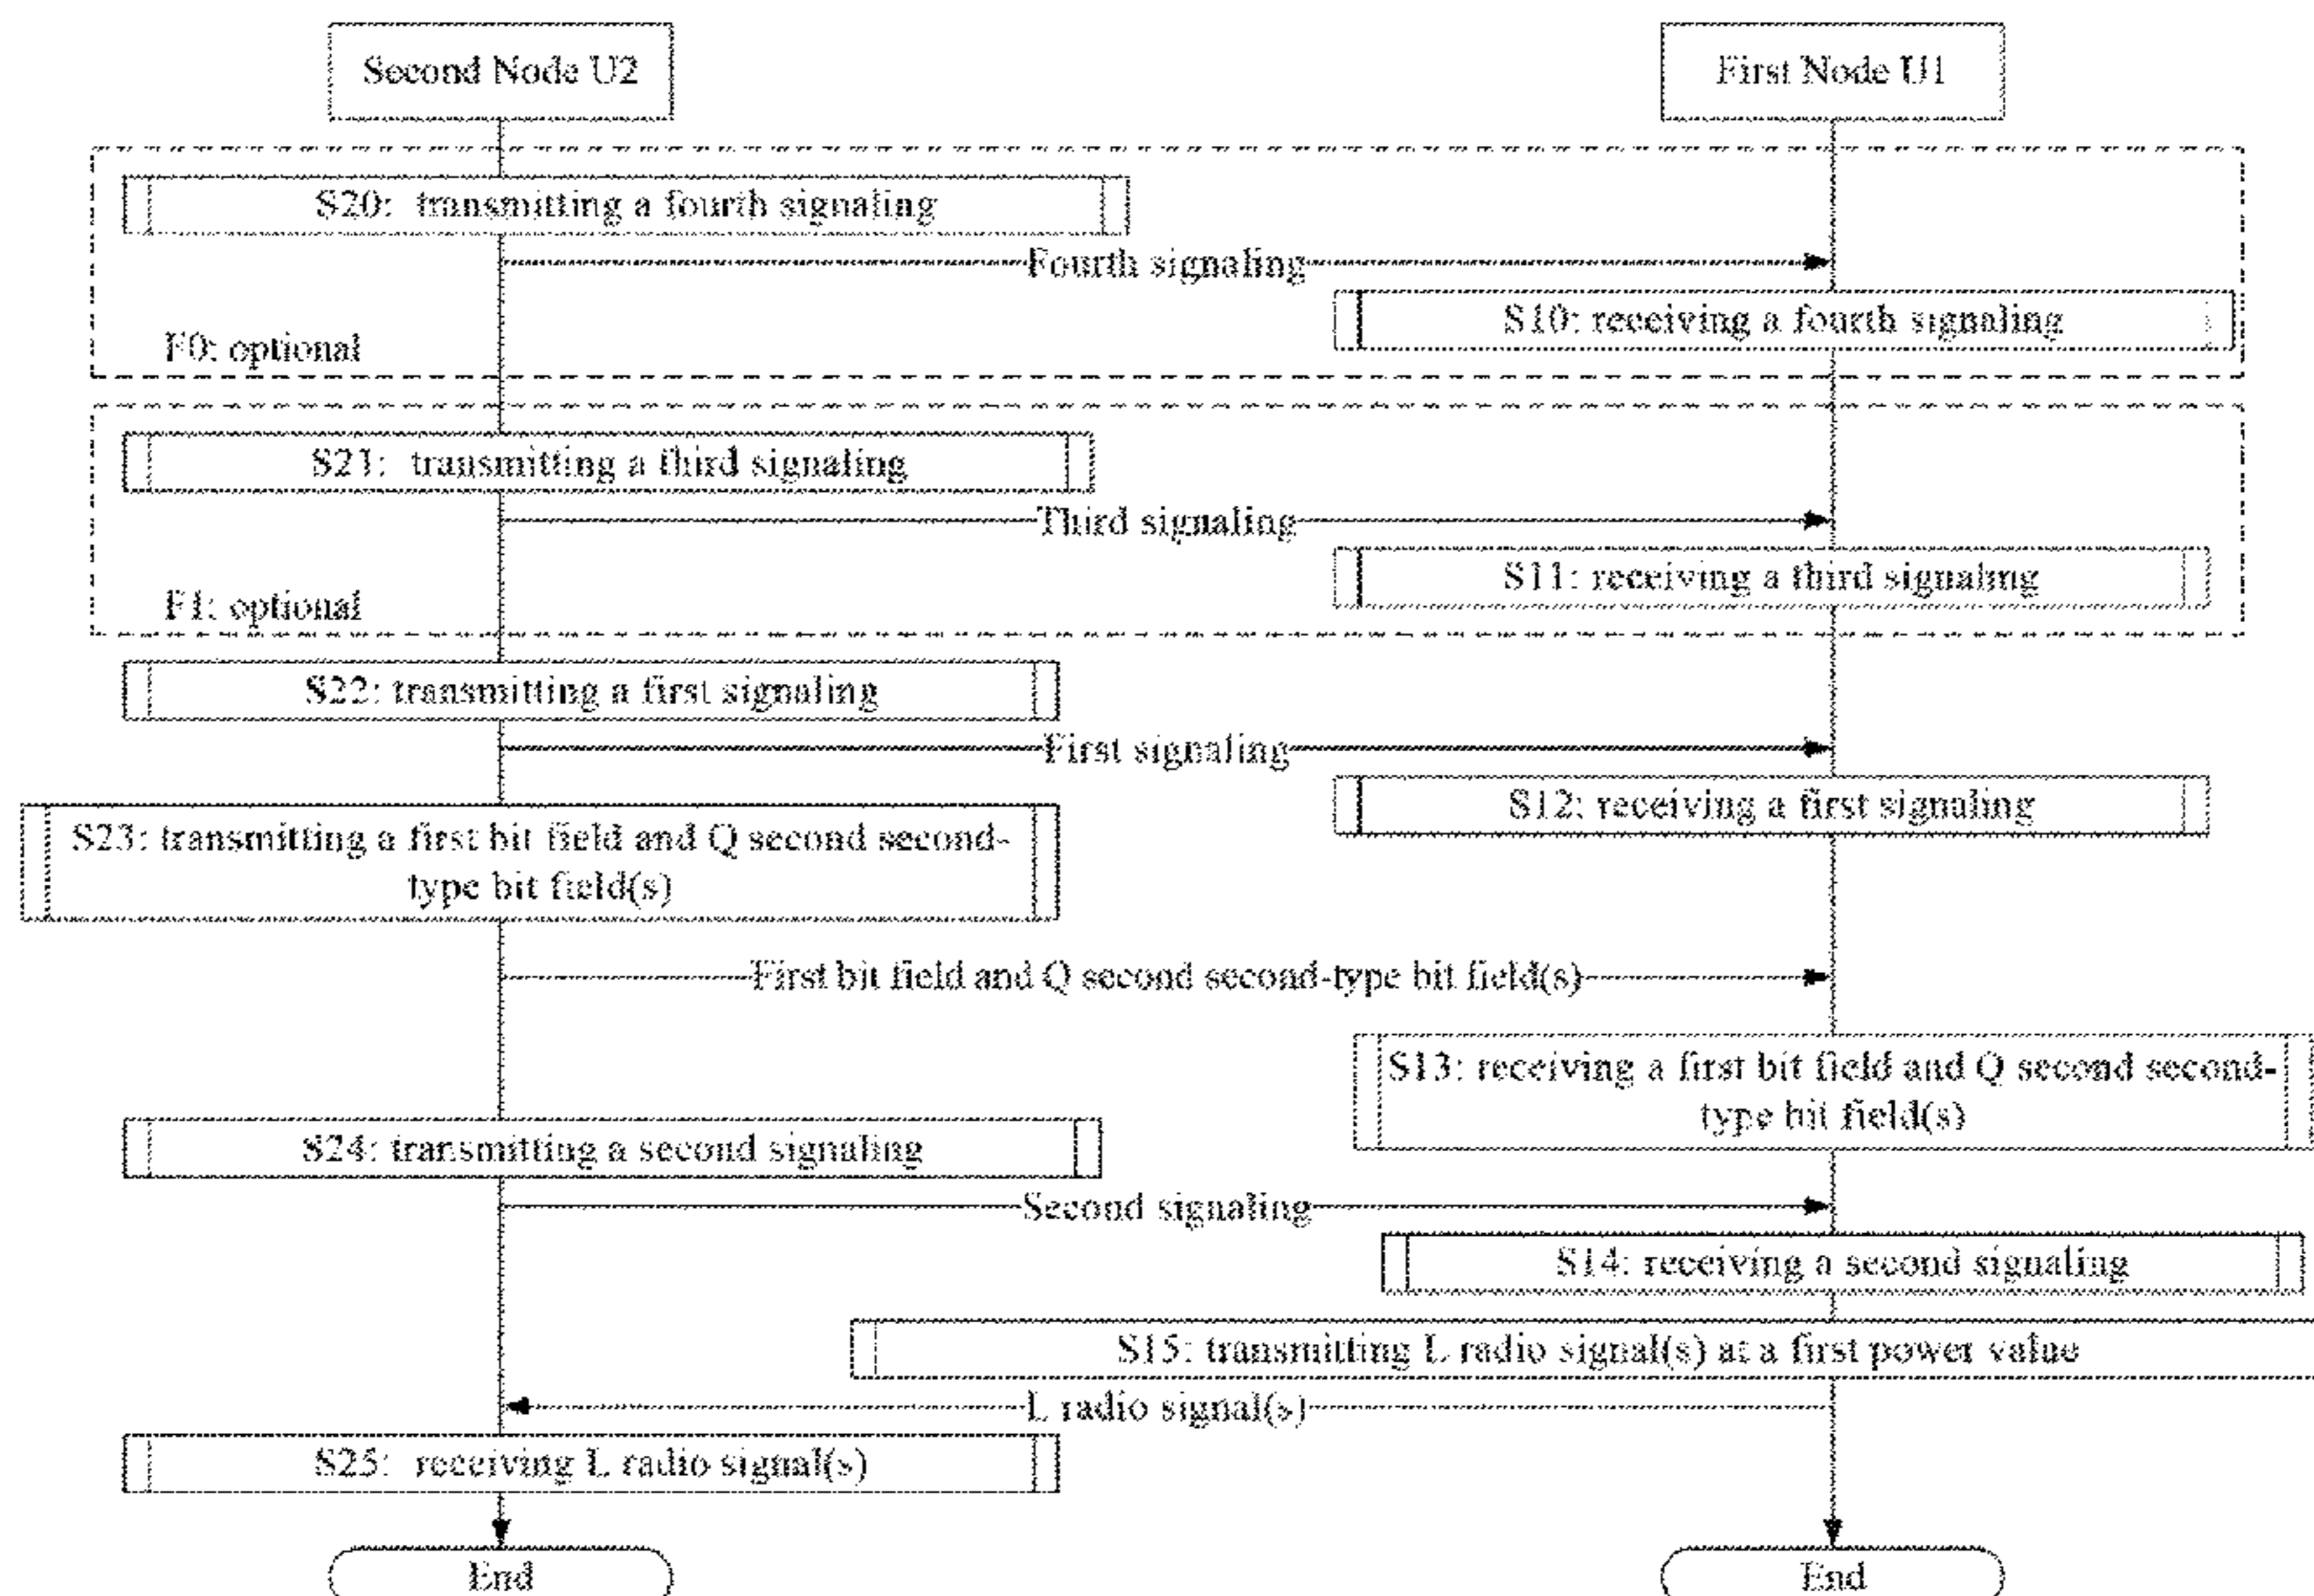 Second Node U2
First Node U1
S20: transmitting a fourth signaling
Fourth signaling
S10: receiving a fourth signaling
F0: optional
S21: transmitting a third signaling
Third signaling
S11: receiving a third signaling
F1: optional
S22: transmitting a first signaling
First signaling
S12: receiving a first signaling
S23: transmitting a first bit field and Q second second-
type bit field(s)
First bit field and Q second second-type bit field(s)
S13: receiving a first bit field and Q second second-
type bit field(s)
S24: transmitting a second signaling
Second signaling
S14: receiving a second signaling
S15: transmitting L radio signal(s) at a first power value
L radio signal(s)
S25: receiving L radio signal(s)
End
End